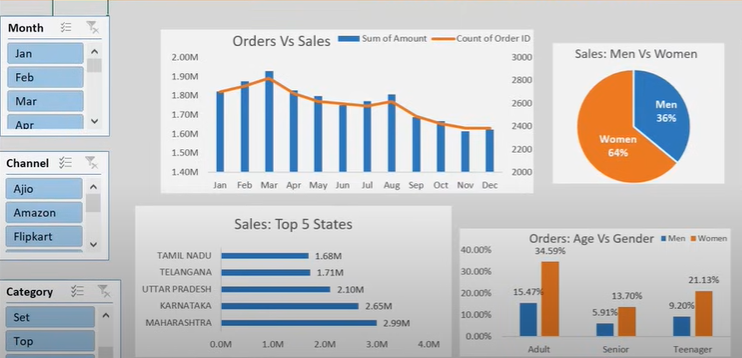 Month
Jan
Feb
Mar
Apr
Channel
Ajio
Amazon
Flipkart
Category
Set
Top
Orders Vs Sales
Sum of Amount
Count of Order ID
2.00M
1.90M
1.80M
1.70M
1.60M
1.50M
1.40M
3000
2800
2600
2400
2200
2000
Jan Feb Mar Apr May Jun Jul Aug Sep Oct Nov Dec
Sales: Men Vs Women
Men
36%
Women
64%
Sales: Top 5 States
TAMIL NADU 1.68M
TELANGANA 1.71M
UTTAR PRADESH 2.10M
KARNATAKA 2.65M
MAHARASHTRA 2.99M
0.0M 1.0M 2.0M 3.0M 4.0M
Orders: Age Vs Gender
Men Women
40.00%
30.00%
20.00%
10.00%
0.00%
34.59%
15.47%
5.91%
13.70%
9.20%
21.13%
Adult Senior Teenager